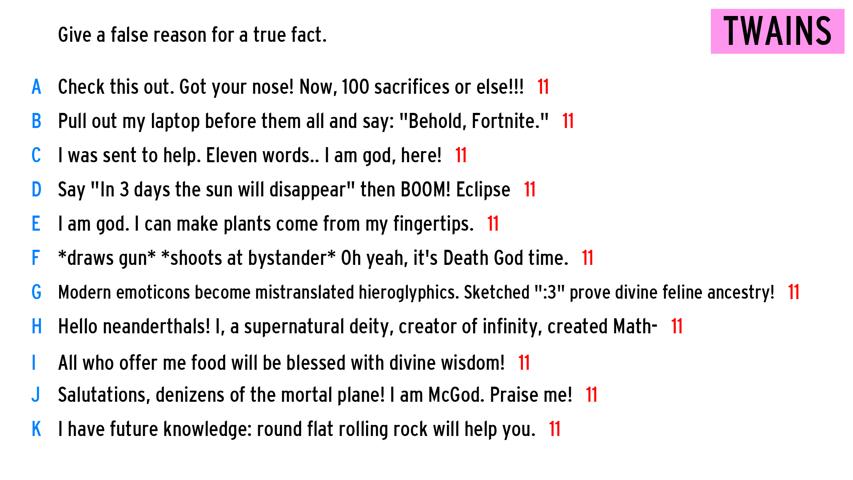 Give a false reason for a true fact.
TWAINS
A Check this out. Got your nose! Now, 100 sacrifices or else!!! 11
B Pull out my laptop before them all and say: "Behold, Fortnite." 11
C I was sent to help. Eleven words.. I am god, here! 11
D Say "In 3 days the sun will disappear" then BOOM! Eclipse 11
E I am god. I can make plants come from my fingertips. 11
F *draws gun* *shoots at bystander* Oh yeah, it's Death God time. 11
G Modern emoticons become mistranslated hieroglyphics. Sketched ":3" prove divine feline ancestry! 11
H Hello neanderthals! I, a supernatural deity, creator of infinity, created Math- 11
I All who offer me food will be blessed with divine wisdom! 11
J Salutations, denizens of the mortal plane! I am McGod. Praise me! 11
K I have future knowledge: round flat rolling rock will help you. 11